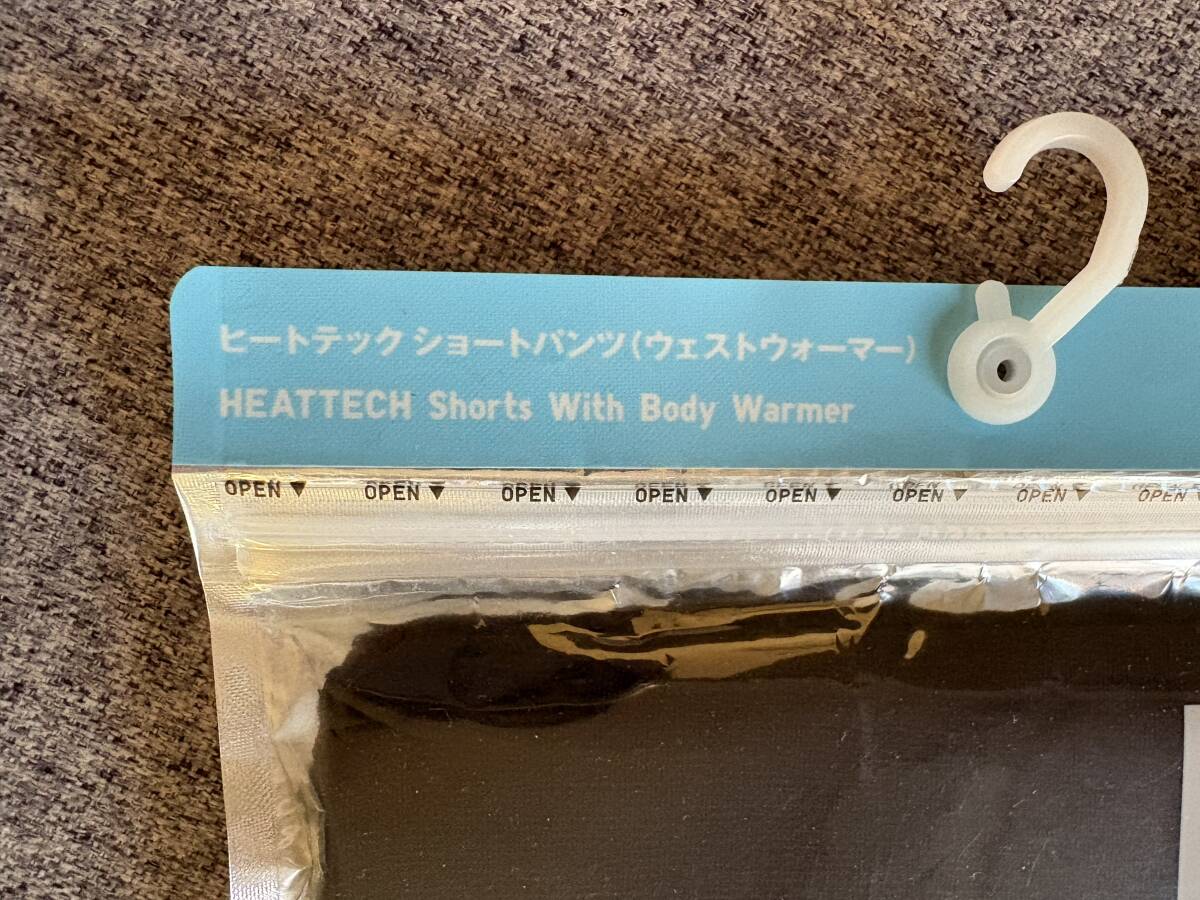 ヒートテック ショートパンツ(ウェストウォーマー)
HEATTECH Shorts With Body Warmer
OPEN▼ OPEN▼ OPEN▼ OPEN▼ OPEN▼ OPEN▼ OPEN▼ OPEN